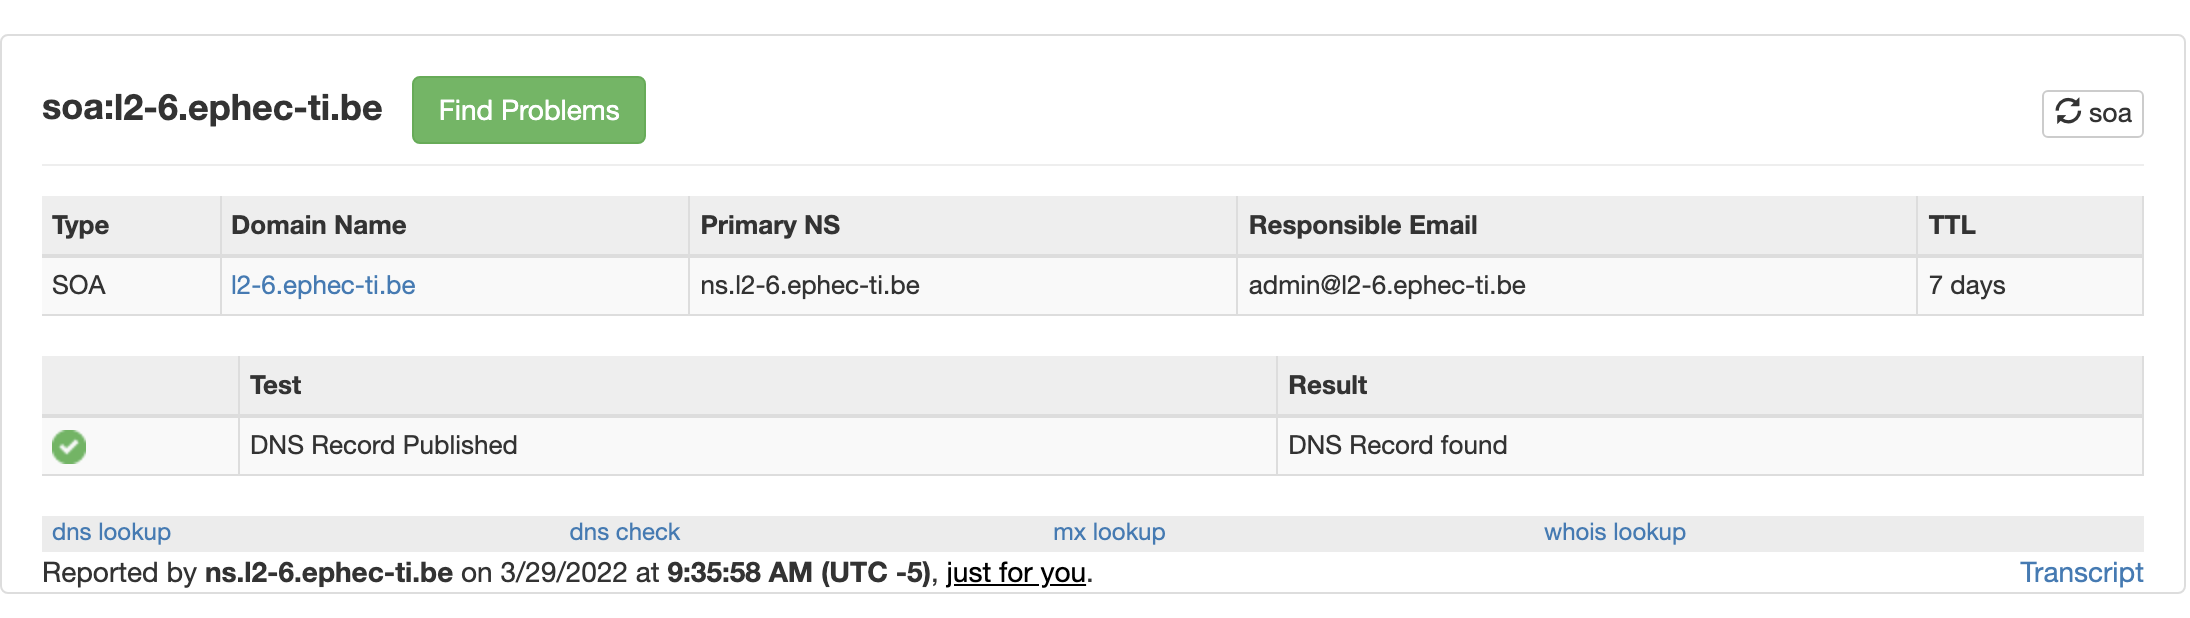 soa:l2-6.ephec-ti.be Find Problems soa
Type Domain Name Primary NS Responsible Email TTL
SOA l2-6.ephec-ti.be ns.l2-6.ephec-ti.be admin@l2-6.ephec-ti.be 7 days
Test Result
DNS Record Published DNS Record found
dns lookup dns check mx lookup whois lookup
Reported by ns.l2-6.ephec-ti.be on 3/29/2022 at 9:35:58 AM (UTC -5), just for you. Transcript